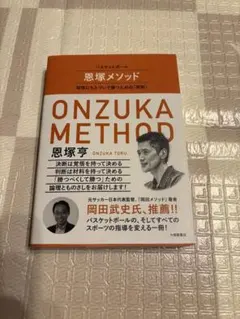 バスケットボール
恩塚メソッド
ONZUKA
METHOD
恩塚亨
ONZUKA TORU
決断は覚悟を持って決める
判断は材料を持って決める
「勝つべくして勝つ」ための
論理とものさしをお届けします！
元サッカー日本代表監督、「岡田メソッド」著者
岡田武史氏、推薦!!
バスケットボールの、そしてすべての
スポーツの指導を変える一冊！